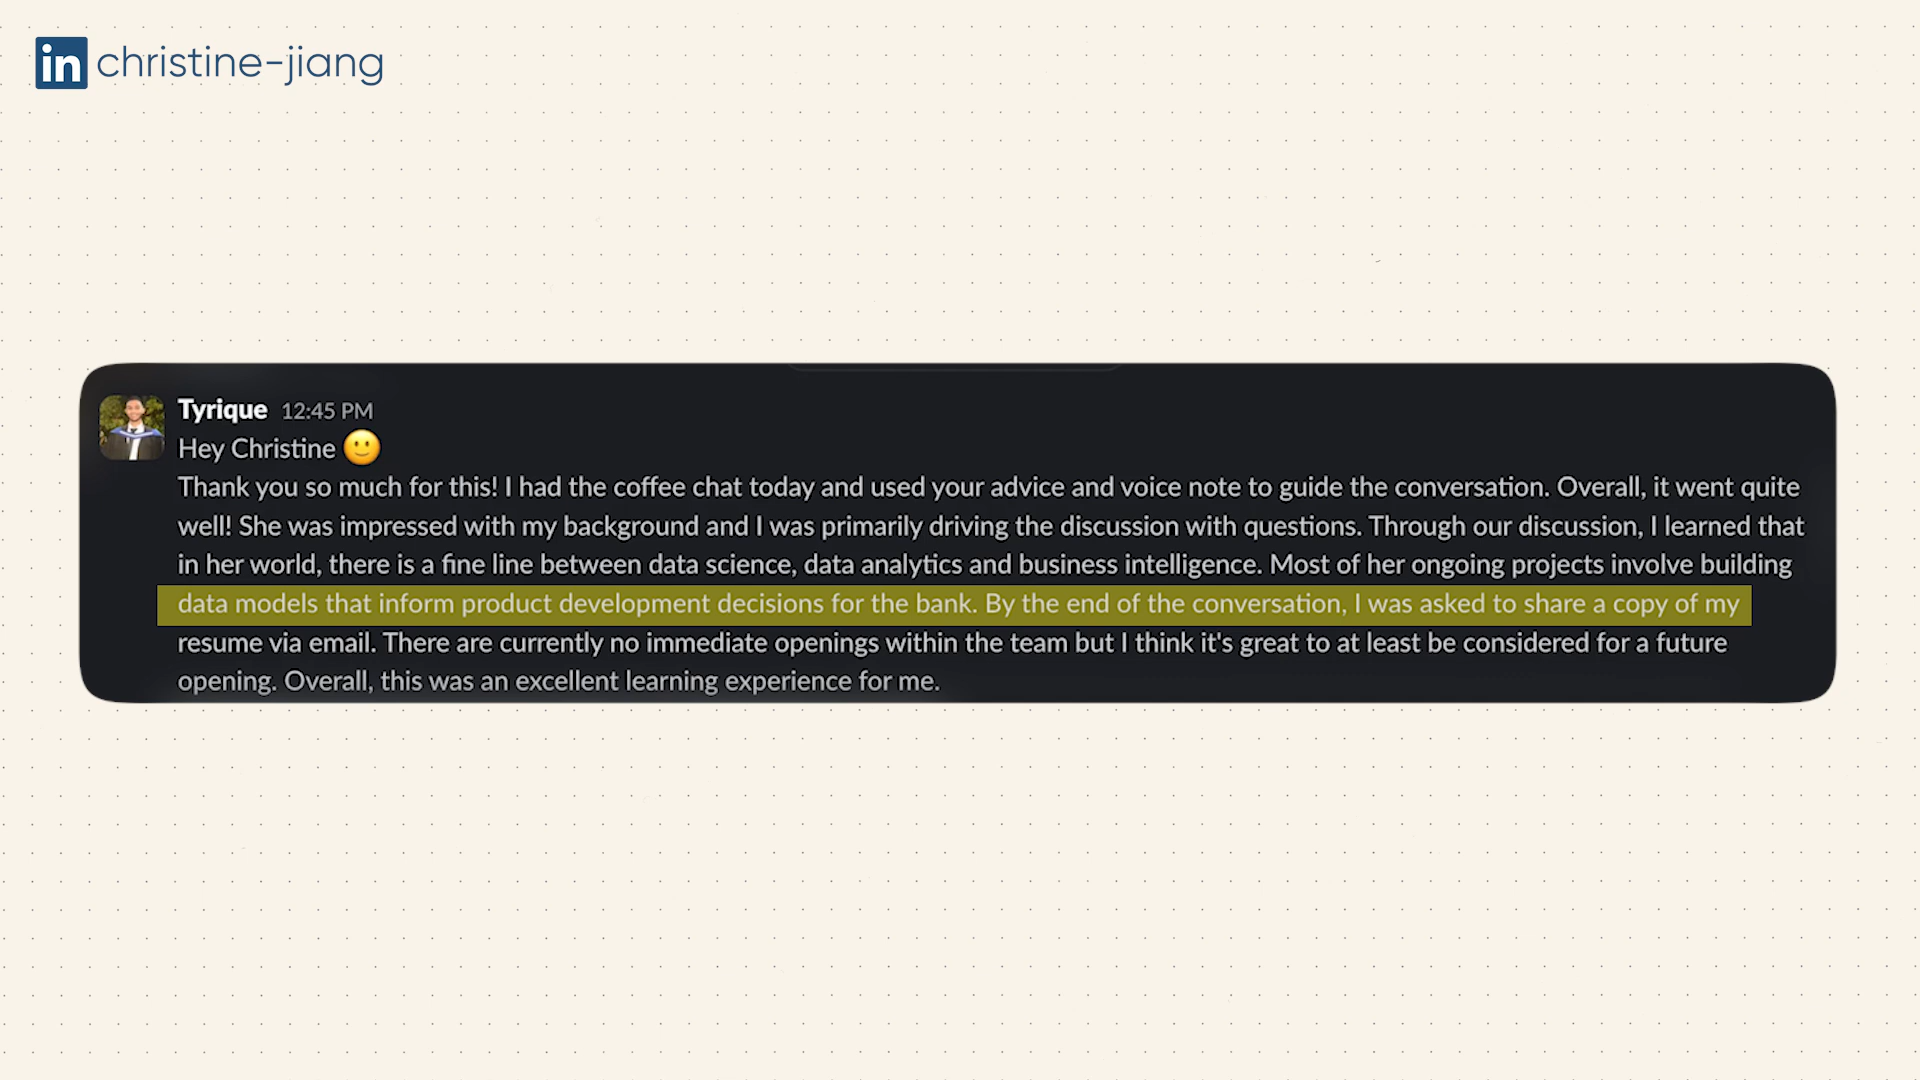 in christine-jiang
Tyrique 12:45 PM
Hey Christine 🙂
Thank you so much for this! I had the coffee chat today and used your advice and voice note to guide the conversation. Overall, it went quite
well! She was impressed with my background and I was primarily driving the discussion with questions. Through our discussion, I learned that
in her world, there is a fine line between data science, data analytics and business intelligence. Most of her ongoing projects involve building
data models that inform product development decisions for the bank. By the end of the conversation, I was asked to share a copy of my
resume via email. There are currently no immediate openings within the team but I think it's great to at least be considered for a future
opening. Overall, this was an excellent learning experience for me.